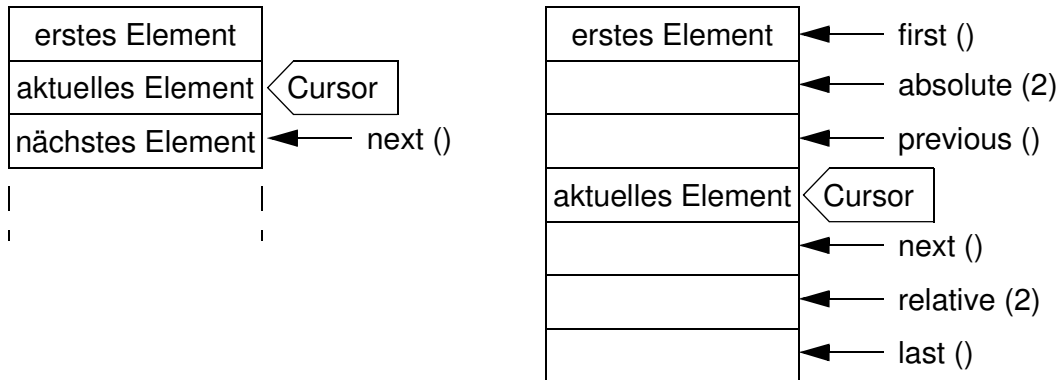 erstes Element
aktuelles Element Cursor
nächstes Element next ()
erstes Element first ()
absolute (2)
previous ()
aktuelles Element Cursor
next ()
relative (2)
last ()